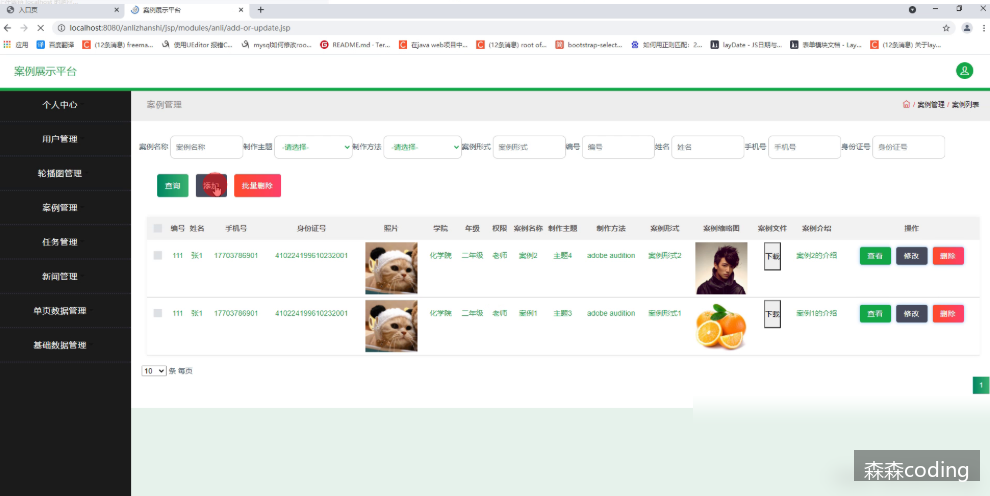 入口页
案例展示平台
localhost:8080/anlizhanshi/jsp/modules/anli/add-or-update.jsp
应用 百度翻译 (12条消息) freema... 使用UEditor 报错C... mysql如何修改roo... README.md · Ter... 在java web项目中... (12条消息) root of... bootstrap-select... 如何用正则匹配：2... layDate - JS日期与... 表单模块文档 - Lay... (12条消息) 关于lay...
案例展示平台
个人中心
用户管理
轮播图管理
案例管理
任务管理
新闻管理
单页数据管理
基础数据管理
案例管理
/ 案例管理 / 案例列表
案例名称 案例名称 制作主题 -请选择- 制作方法 -请选择- 案例形式 案例形式 编号 编号 姓名 姓名 手机号 手机号 身份证号 身份证号
查询 添加 批量删除
编号 姓名 手机号 身份证号 照片 学院 年级 权限 案例名称 制作主题 制作方法 案例形式 案例缩略图 案例文件 案例介绍 操作
111 张1 17703786901 410224199610232001 化学院 二年级 老师 案例2 主题4 adobe audition 案例形式2 下载 案例2的介绍 查看 修改 删除
111 张1 17703786901 410224199610232001 化学院 二年级 老师 案例1 主题3 adobe audition 案例形式1 下载 案例1的介绍 查看 修改 删除
10 条 每页
1
森森coding